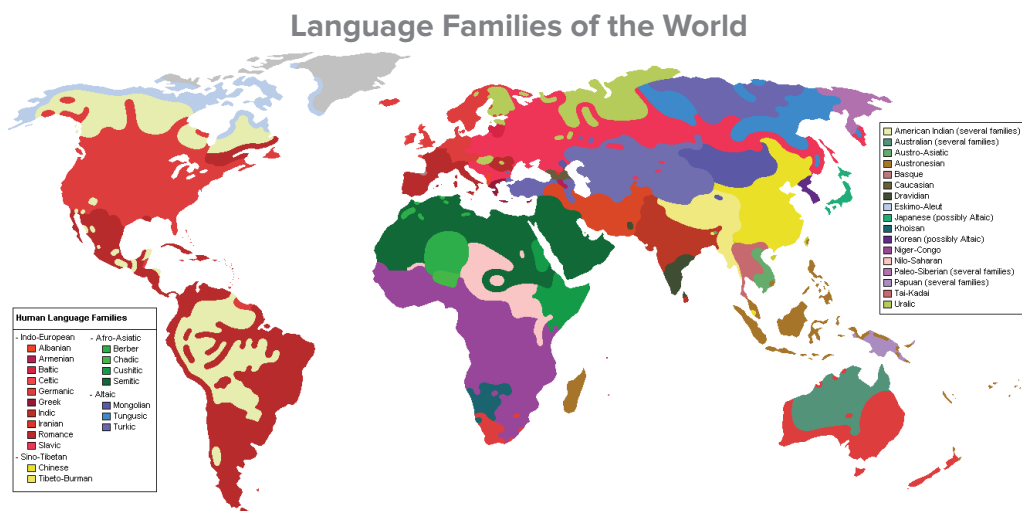 Language Families of the World
American Indian (several families)
Australian (several families)
Austro-Asiatic
Austronesian
Basque
Caucasian
Dravidian
Eskimo-Aleut
Japanese (possibly Altaic)
Khoisan
Korean (possibly Altaic)
Niger-Congo
Nilo-Saharan
Paleo-Siberian (several families)
Papuan (several families)
Tai-Kadai
Uralic
Human Language Families
- Indo-European
Albanian
Armenian
Baltic
Celtic
Germanic
Greek
Indic
Iranian
Romance
Slavic
- Sino-Tibetan
Chinese
Tibeto-Burman
- Afro-Asiatic
Berber
Chadic
Cushitic
Semitic
- Altaic
Mongolian
Tungusic
Turkic